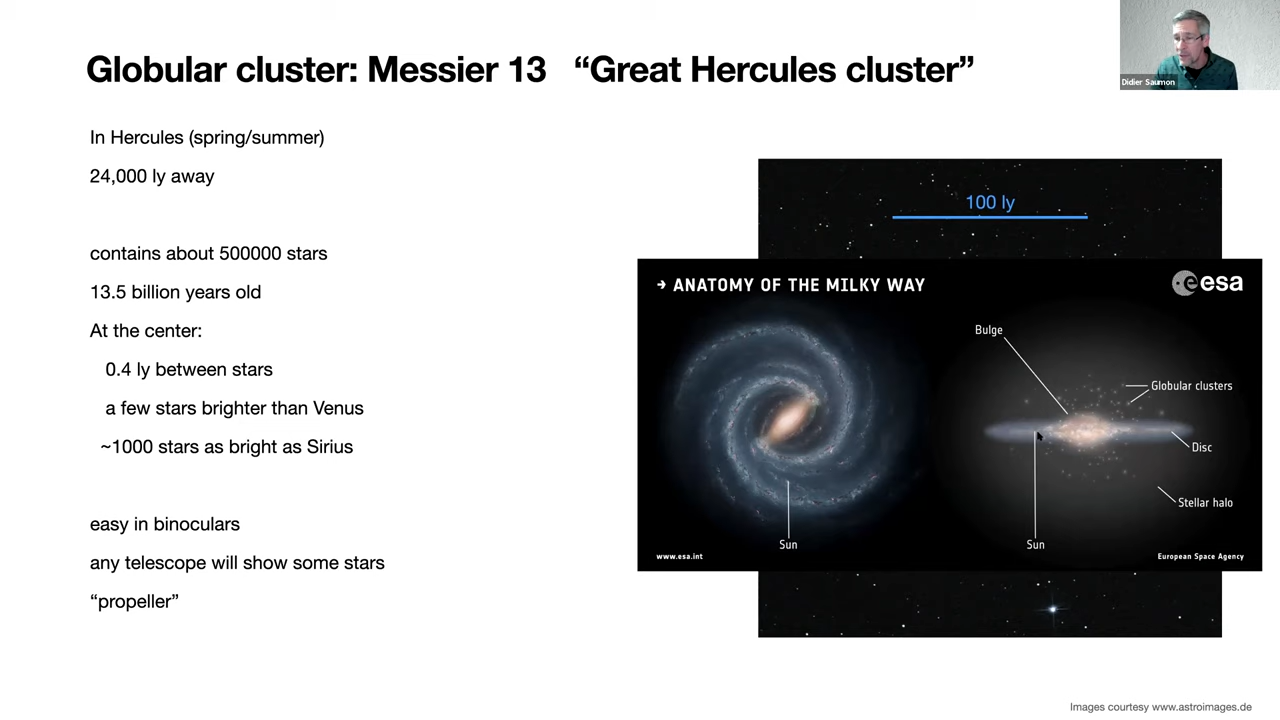 Globular cluster: Messier 13 “Great Hercules cluster”
Didier Saumon
In Hercules (spring/summer)
24,000 ly away
contains about 500000 stars
13.5 billion years old
At the center:
0.4 ly between stars
a few stars brighter than Venus
~1000 stars as bright as Sirius
easy in binoculars
any telescope will show some stars
“propeller”
100 ly
→ ANATOMY OF THE MILKY WAY
esa
Bulge
Globular clusters
Disc
Stellar halo
Sun
Sun
www.esa.int
European Space Agency
Images courtesy www.astroimages.de